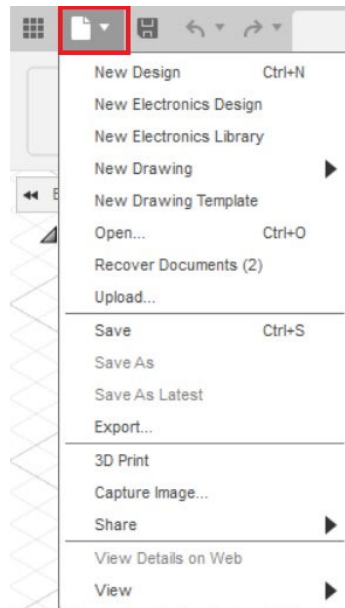 New Design Ctrl+N
New Electronics Design
New Electronics Library
New Drawing
New Drawing Template
Open... Ctrl+O
Recover Documents (2)
Upload...
Save Ctrl+S
Save As
Save As Latest
Export...
3D Print
Capture Image...
Share
View Details on Web
View